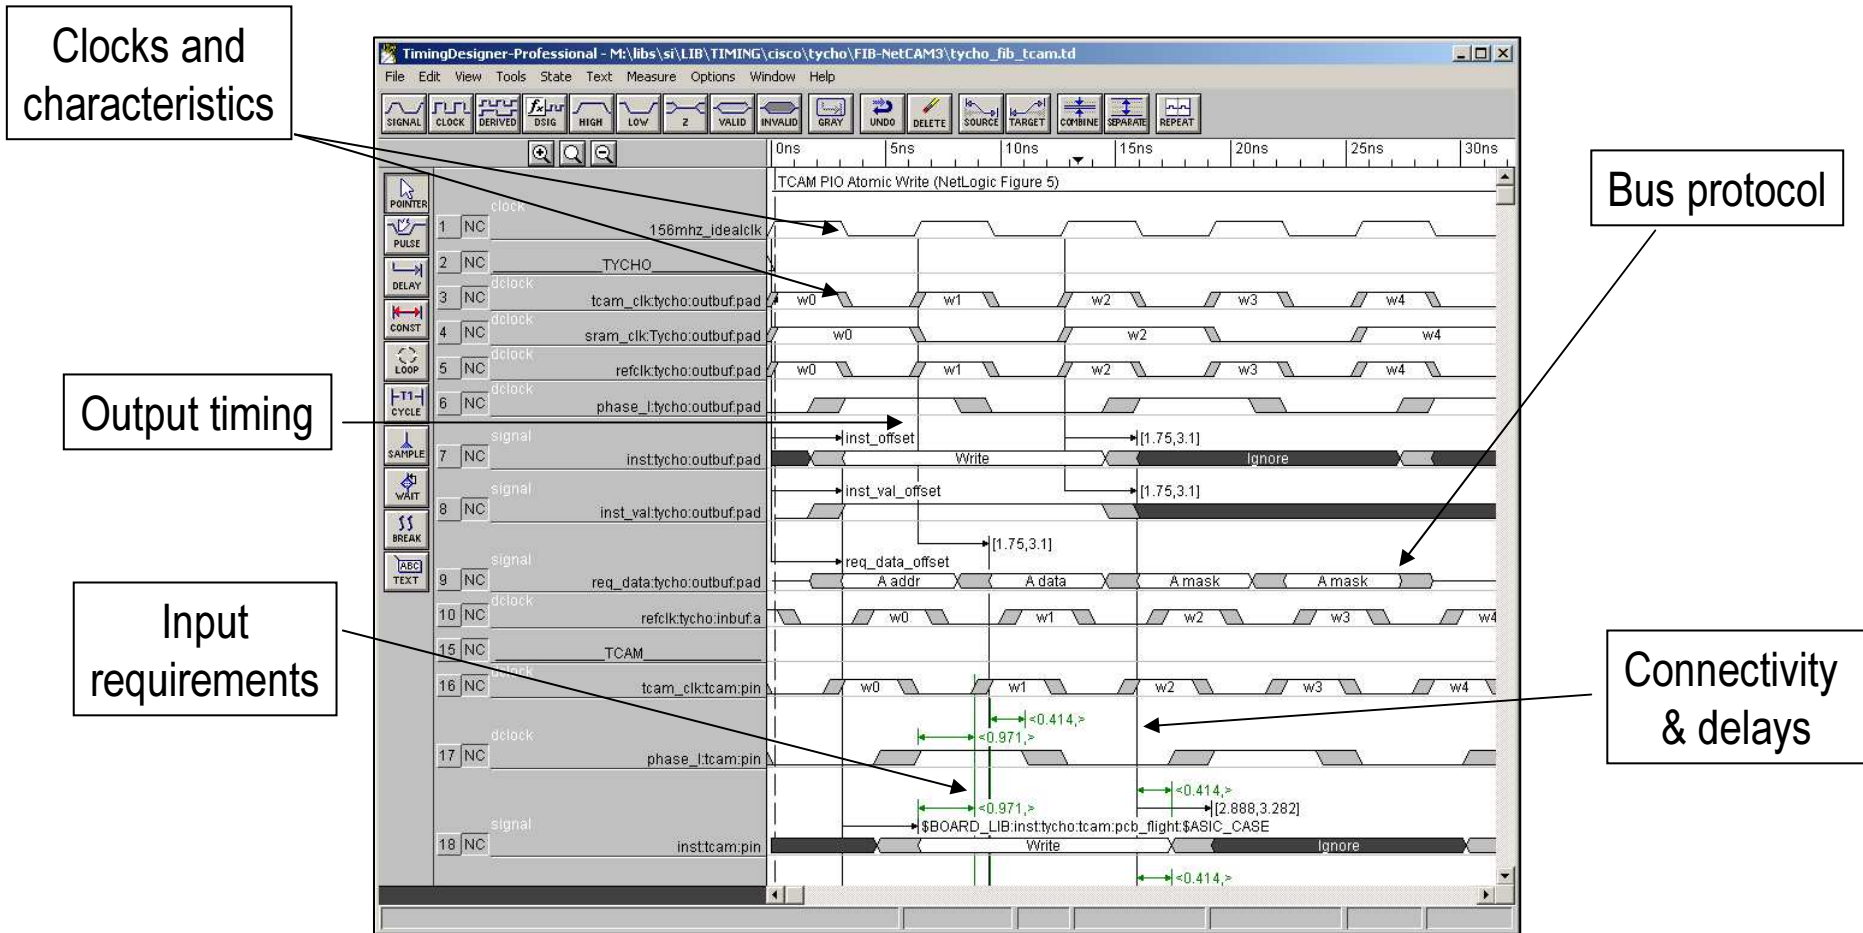 Clocks and
characteristics
Output timing
Input
requirements
Bus protocol
Connectivity
& delays
TimingDesigner-Professional - M:\libs\si\LIB\TIMING\cisco\tycho\FIB-NetCAM3\tycho_fib_tcam.td
File Edit View Tools State Text Measure Options Window Help
SIGNAL CLOCK DERIVED DSIG HIGH LOW Z VALID INVALID GRAY UNDO DELETE SOURCE TARGET COMBINE SEPARATE REPEAT
0ns 5ns 10ns 15ns 20ns 25ns 30ns
POINTER
PULSE
DELAY
CONST
LOOP
CYCLE
SAMPLE
WAIT
BREAK
ABC
TEXT
TCAM PIO Atomic Write (NetLogic Figure 5)
clock
1 NC 156mhz_idealclk
2 NC TYCHO
dclock
3 NC tcam_clk:tycho:outbuf:pad w0 w1 w2 w3 w4
dclock
4 NC sram_clk:Tycho:outbuf:pad w0 w2 w4
dclock
5 NC refclk:tycho:outbuf:pad w0 w1 w2 w3 w4
dclock
6 NC phase_l:tycho:outbuf:pad
signal inst_offset [1.75,3.1]
7 NC inst:tycho:outbuf:pad Write Ignore
signal inst_val_offset [1.75,3.1]
8 NC inst_val:tycho:outbuf:pad
[1.75,3.1]
signal req_data_offset
9 NC req_data:tycho:outbuf:pad A addr A data A mask A mask
dclock
10 NC refclk:tycho:inbuf:a w0 w1 w2 w3 w4
15 NC TCAM
dclock
16 NC tcam_clk:tcam:pin w0 w1 w2 w3 w4
<0.414,>
dclock <0.971,>
17 NC phase_l:tcam:pin
<0.414,>
<0.971,> [2.888,3.282]
signal $BOARD_LIB:inst:tycho:tcam:pcb_flight:$ASIC_CASE
18 NC inst:tcam:pin Write Ignore
<0.414,>